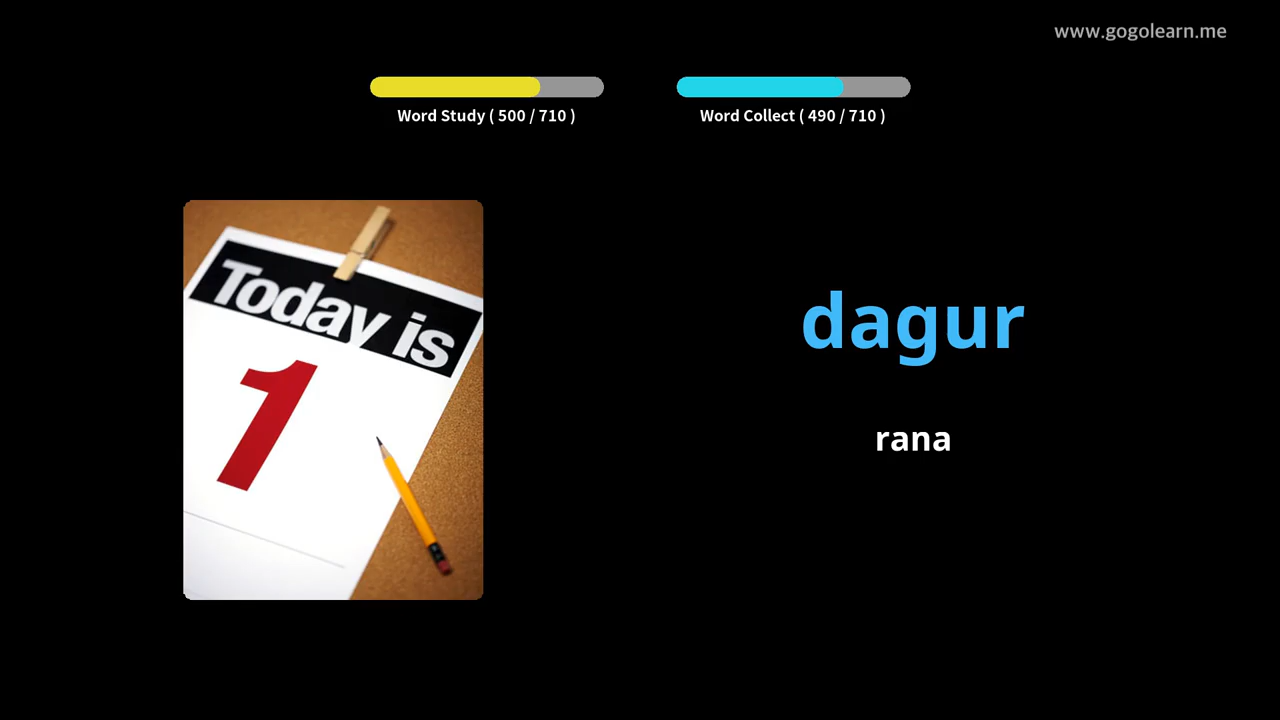 www.gogolearn.me
Word Study ( 500 / 710 )
Word Collect ( 490 / 710 )
Today is
1
dagur
rana